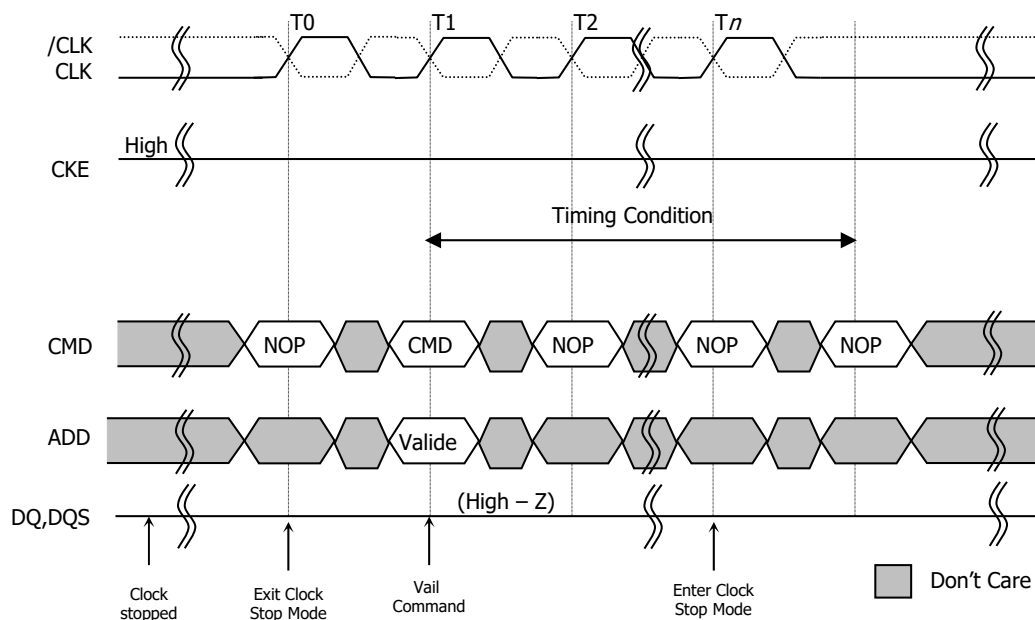 T0 T1 T2 Tn
/CLK
CLK
High
CKE
Timing Condition
CMD NOP CMD NOP NOP NOP
ADD Valide
(High – Z)
DQ,DQS
Clock
stopped
Exit Clock
Stop Mode
Vail
Command
Enter Clock
Stop Mode
Don't Care